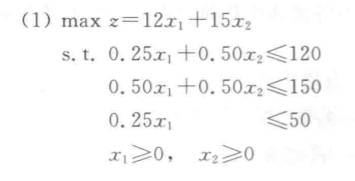 (1) max z=12x₁+15x₂
s. t. 0.25x₁+0.50x₂≤120
0.50x₁+0.50x₂≤150
0.25x₁ ≤50
x₁≥0, x₂≥0